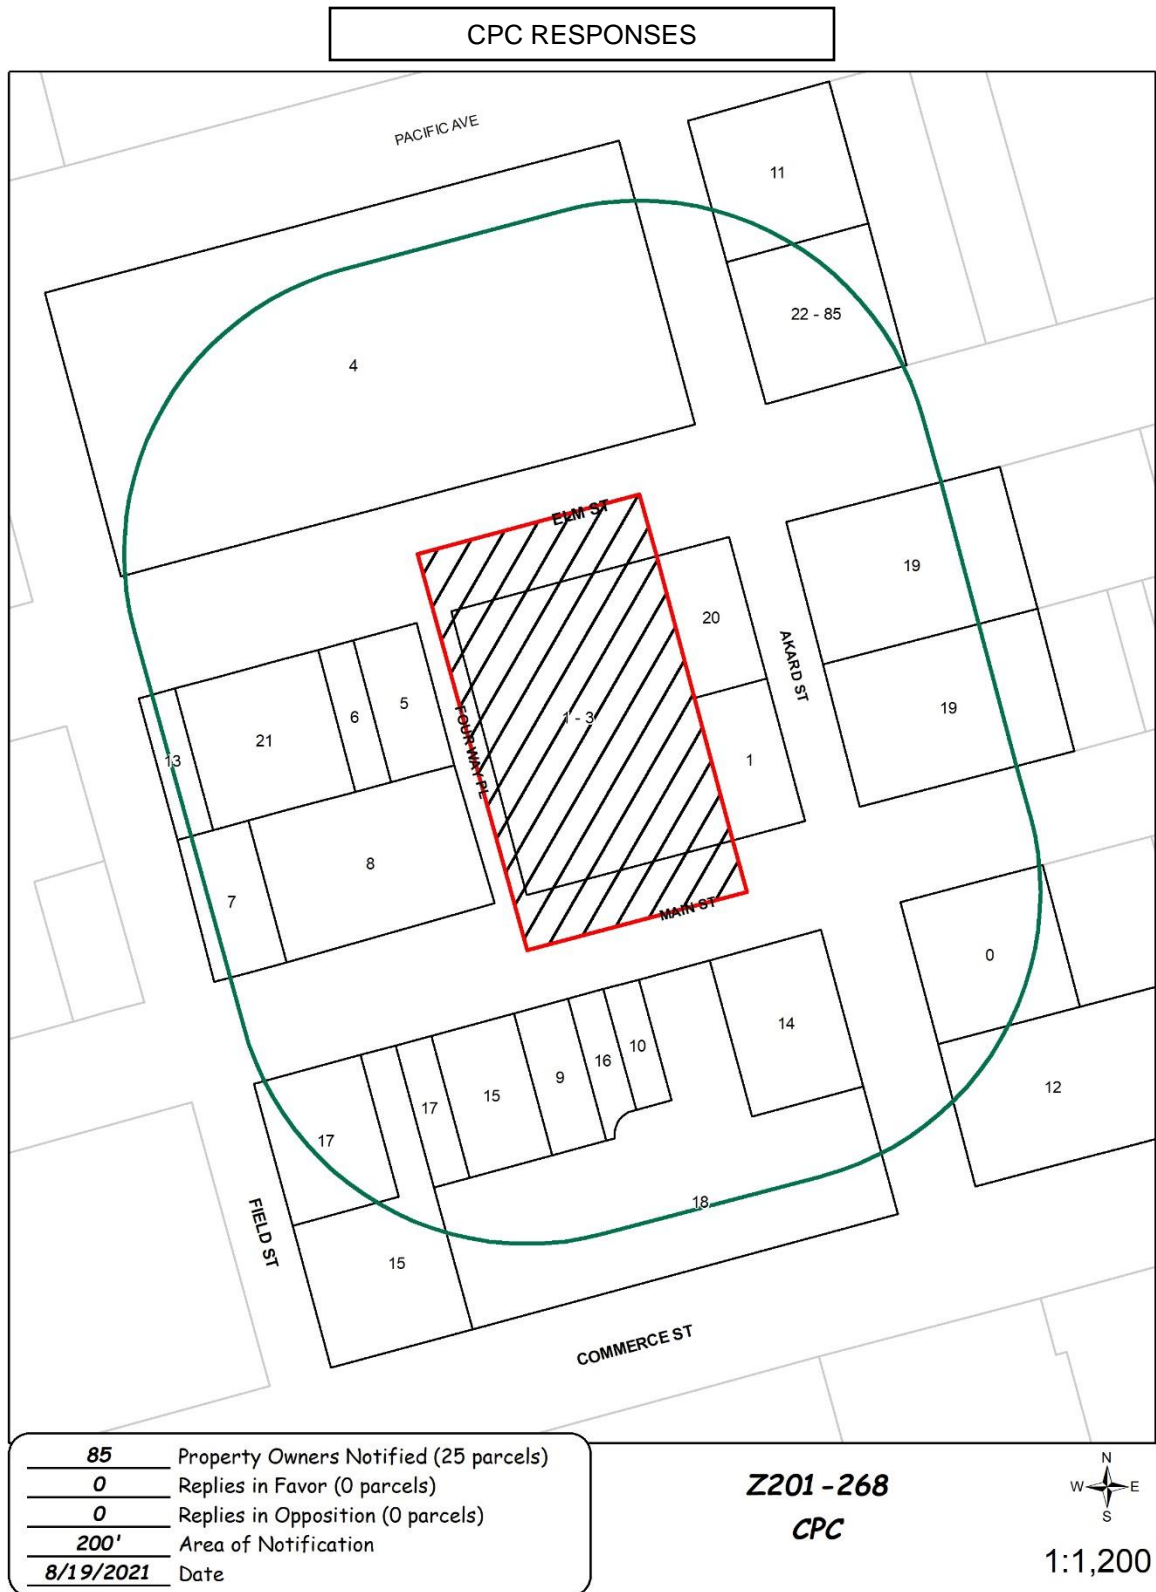 CPC RESPONSES
PACIFIC AVE
11
22 - 85
4
ELM ST
19
20
AKARD ST
5
6
21
13
FOUR WAY PL
1 - 3
19
1
8
7
MAIN ST
0
14
10
16
9
15
17
17
12
18
FIELD ST
15
COMMERCE ST
85 Property Owners Notified (25 parcels)
0 Replies in Favor (0 parcels)
0 Replies in Opposition (0 parcels)
200' Area of Notification
8/19/2021 Date
Z201-268
CPC
N
W E
S
1:1,200